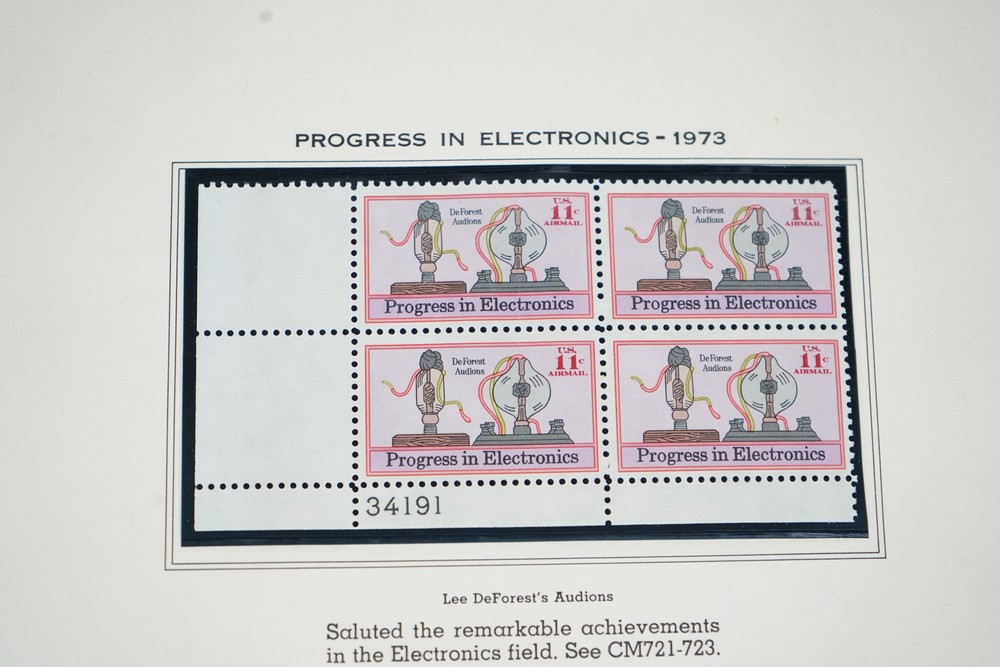 PROGRESS IN ELECTRONICS - 1973
DeForest
Audions
U.S.
11c
AIRMAIL
Progress in Electronics
DeForest
Audions
U.S.
11c
AIRMAIL
Progress in Electronics
DeForest
Audions
U.S.
11c
AIRMAIL
Progress in Electronics
DeForest
Audions
U.S.
11c
AIRMAIL
Progress in Electronics
34191
Lee DeForest's Audions
Saluted the remarkable achievements
in the Electronics field. See CM721-723.